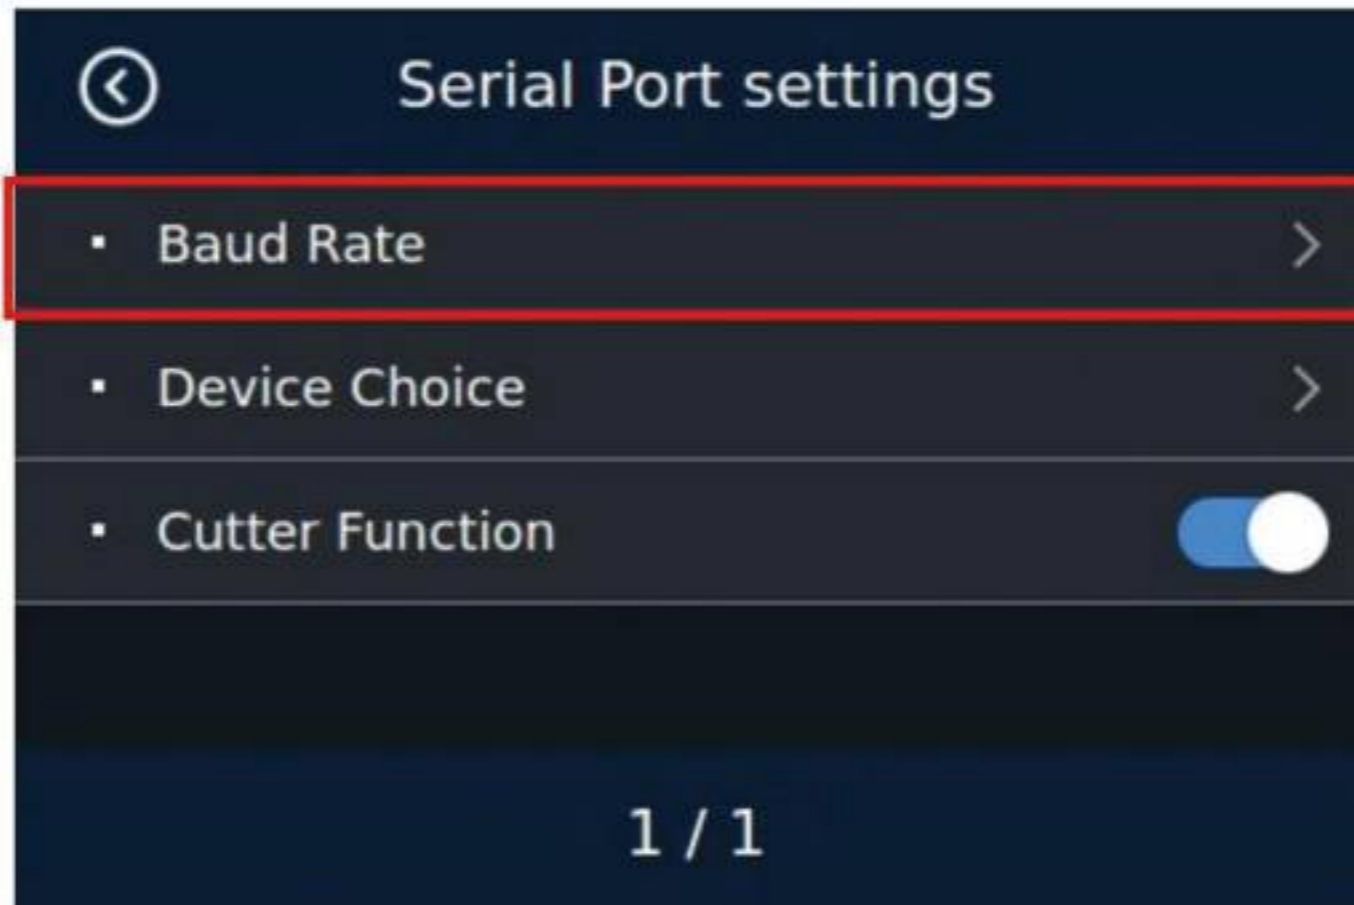 Serial Port settings
Baud Rate
Device Choice
Cutter Function
1 / 1